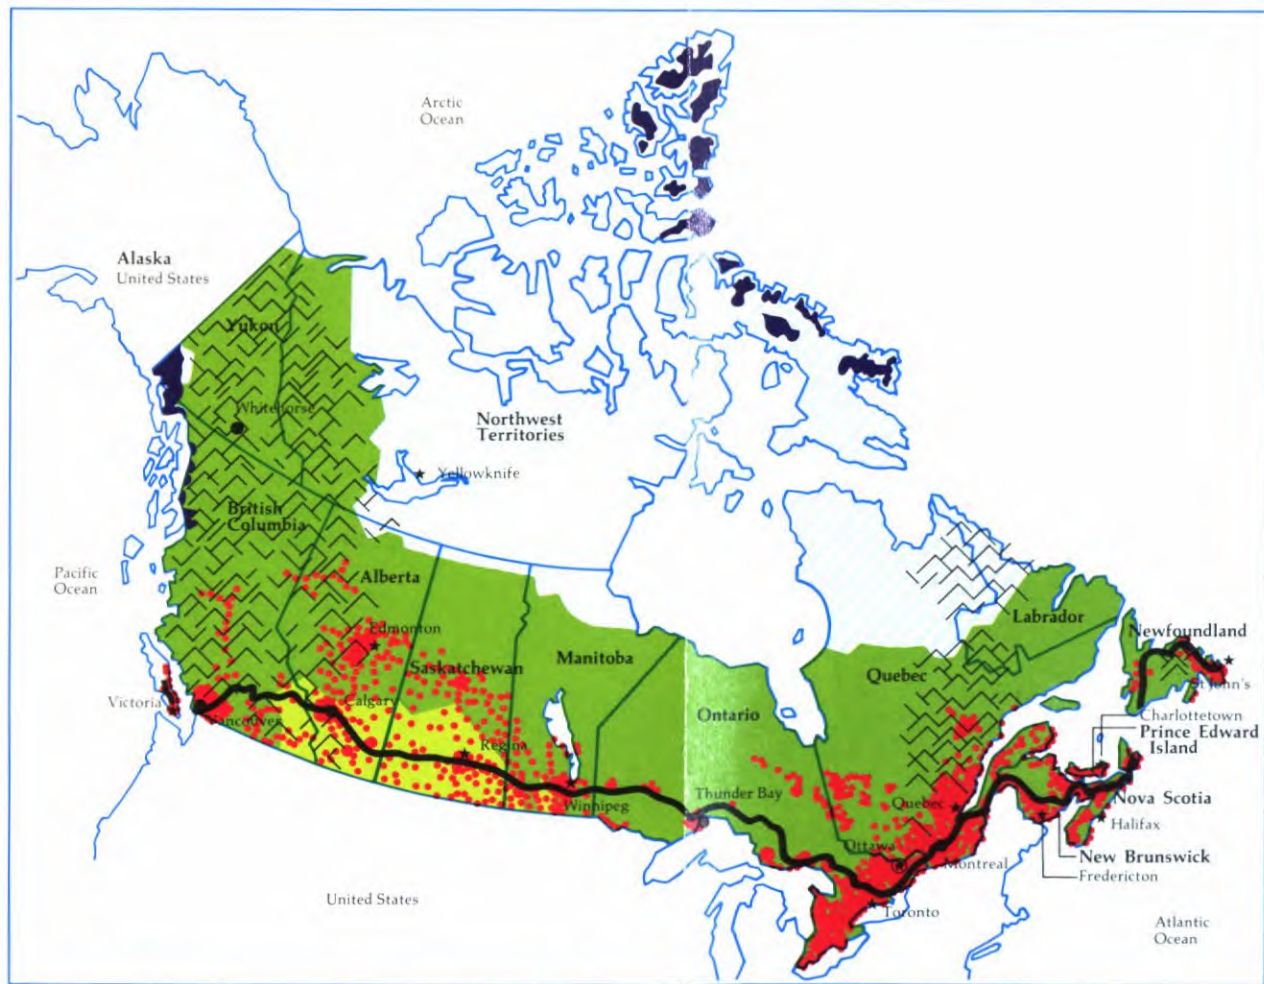 Arctic
Ocean
Alaska
United States
Yukon
Whitehorse
Northwest
Territories
Yellowknife
British
Columbia
Pacific
Ocean
Alberta
Edmonton
Saskatchewan
Manitoba
Labrador
Newfoundland
Quebec
St John's
Victoria
Vancouver
Calgary
Ontario
Charlottetown
Prince Edward
Island
Regina
Winnipeg
Thunder Bay
Quebec
Nova Scotia
Halifax
Ottawa
Montreal
New Brunswick
Fredericton
United States
Toronto
Atlantic
Ocean